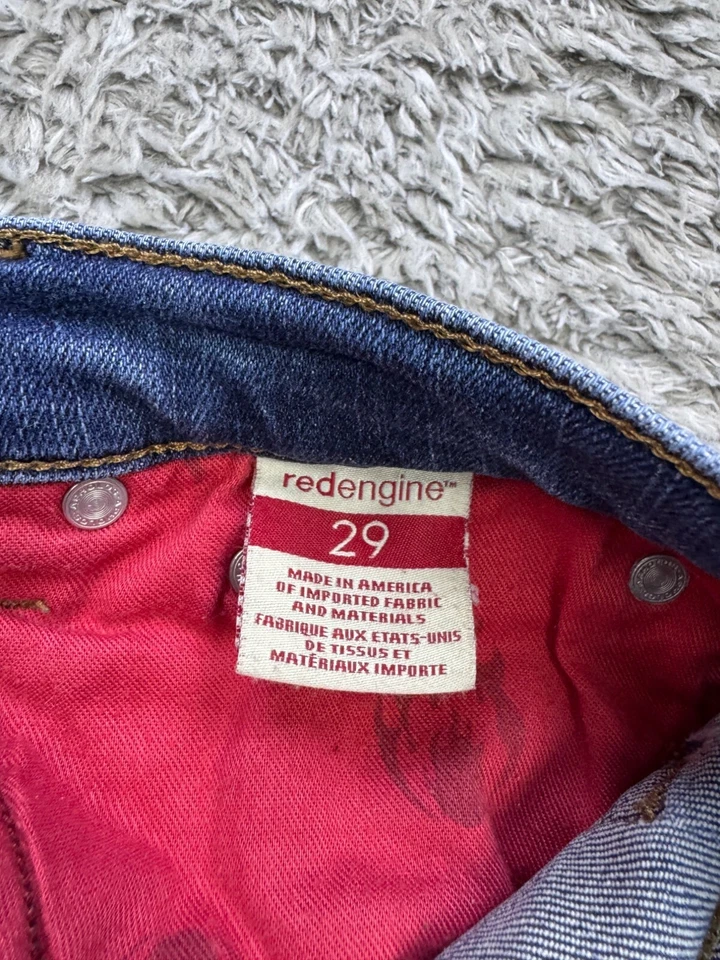 redengine™
29
MADE IN AMERICA
OF IMPORTED FABRIC
AND MATERIALS
FABRIQUE AUX ETATS-UNIS
DE TISSUS ET
MATÉRIAUX IMPORTE